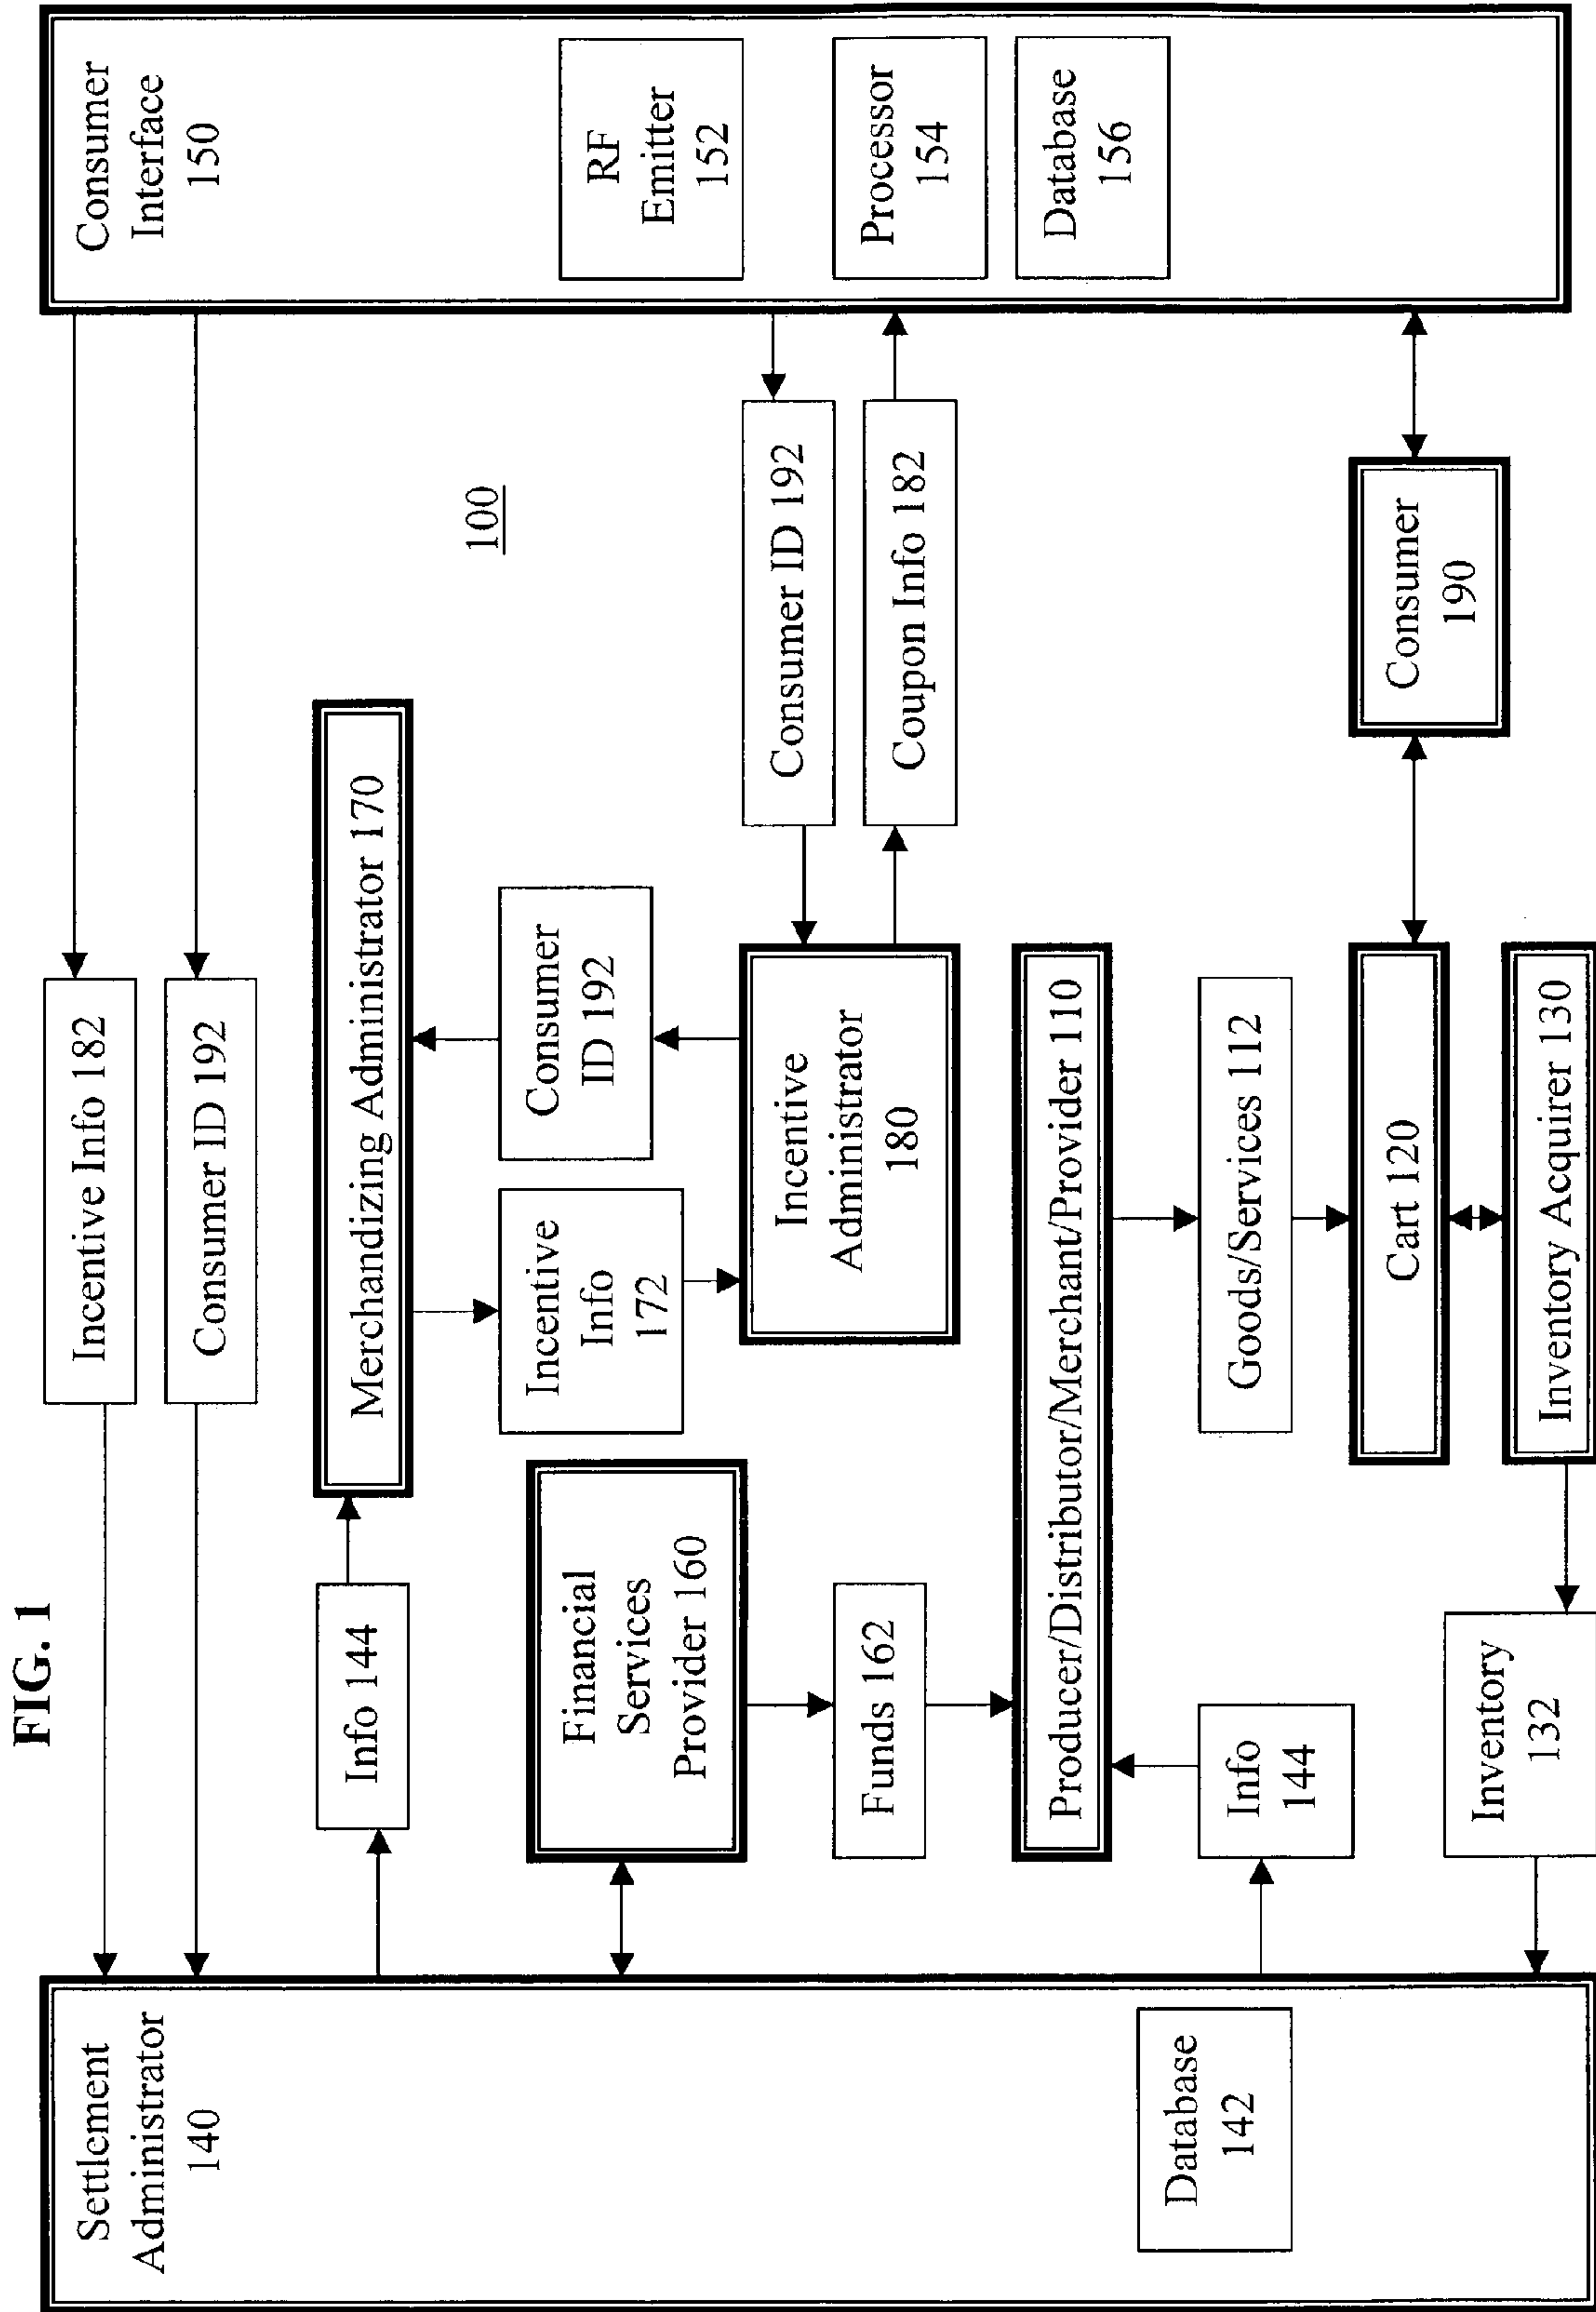 FIG. 1
Settlement
Administrator
140
Database
142
Incentive Info 182
Consumer ID 192
Info 144
Merchandizing Administrator 170
Financial
Services
Provider 160
Incentive
Info
172
Consumer
ID 192
100
Funds 162
Incentive
Administrator
180
Consumer ID 192
Coupon Info 182
Producer/Distributor/Merchant/Provider 110
Info
144
Goods/Services 112
Cart 120
Consumer
190
Inventory
132
Inventory Acquirer 130
Consumer
Interface
150
RF
Emitter
152
Processor
154
Database
156